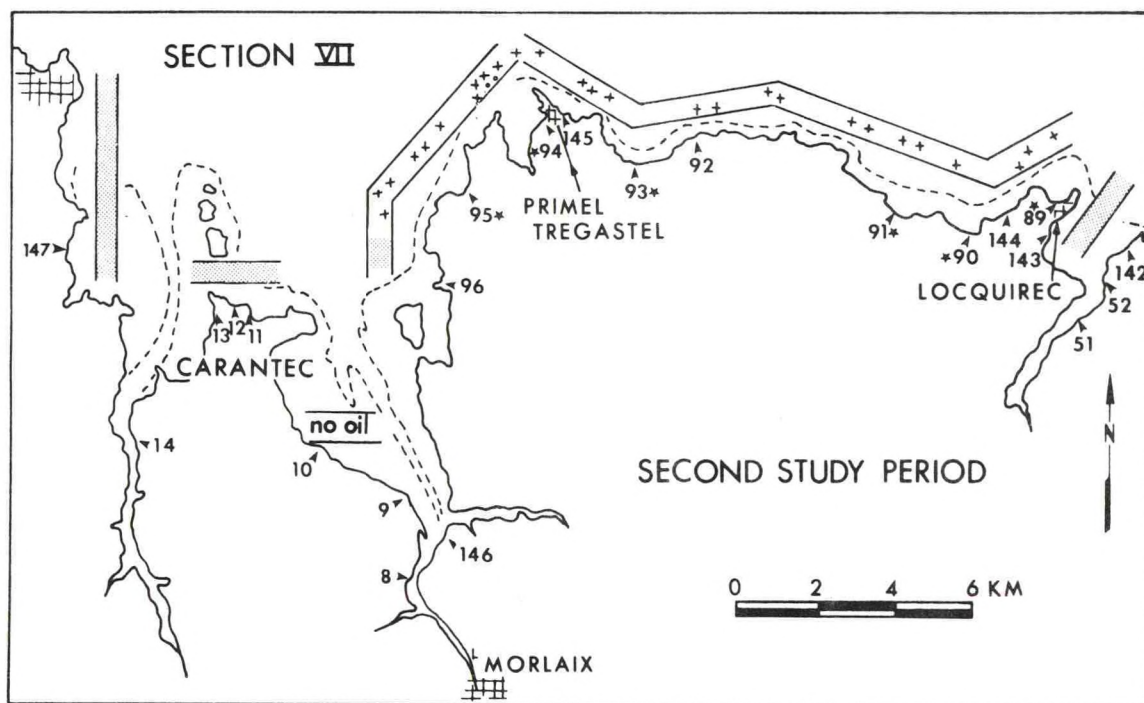 SECTION VII
147
13
12
11
CARANTEC
14
no oil
10
9
8
146
MORLAIX
96
95☆
☆94
145
PRIMEL
TREGASTEL
93☆
92
91☆
☆90
144
☆
89
143
LOCQUIREC
142
52
51
N
SECOND STUDY PERIOD
0 2 4 6 KM